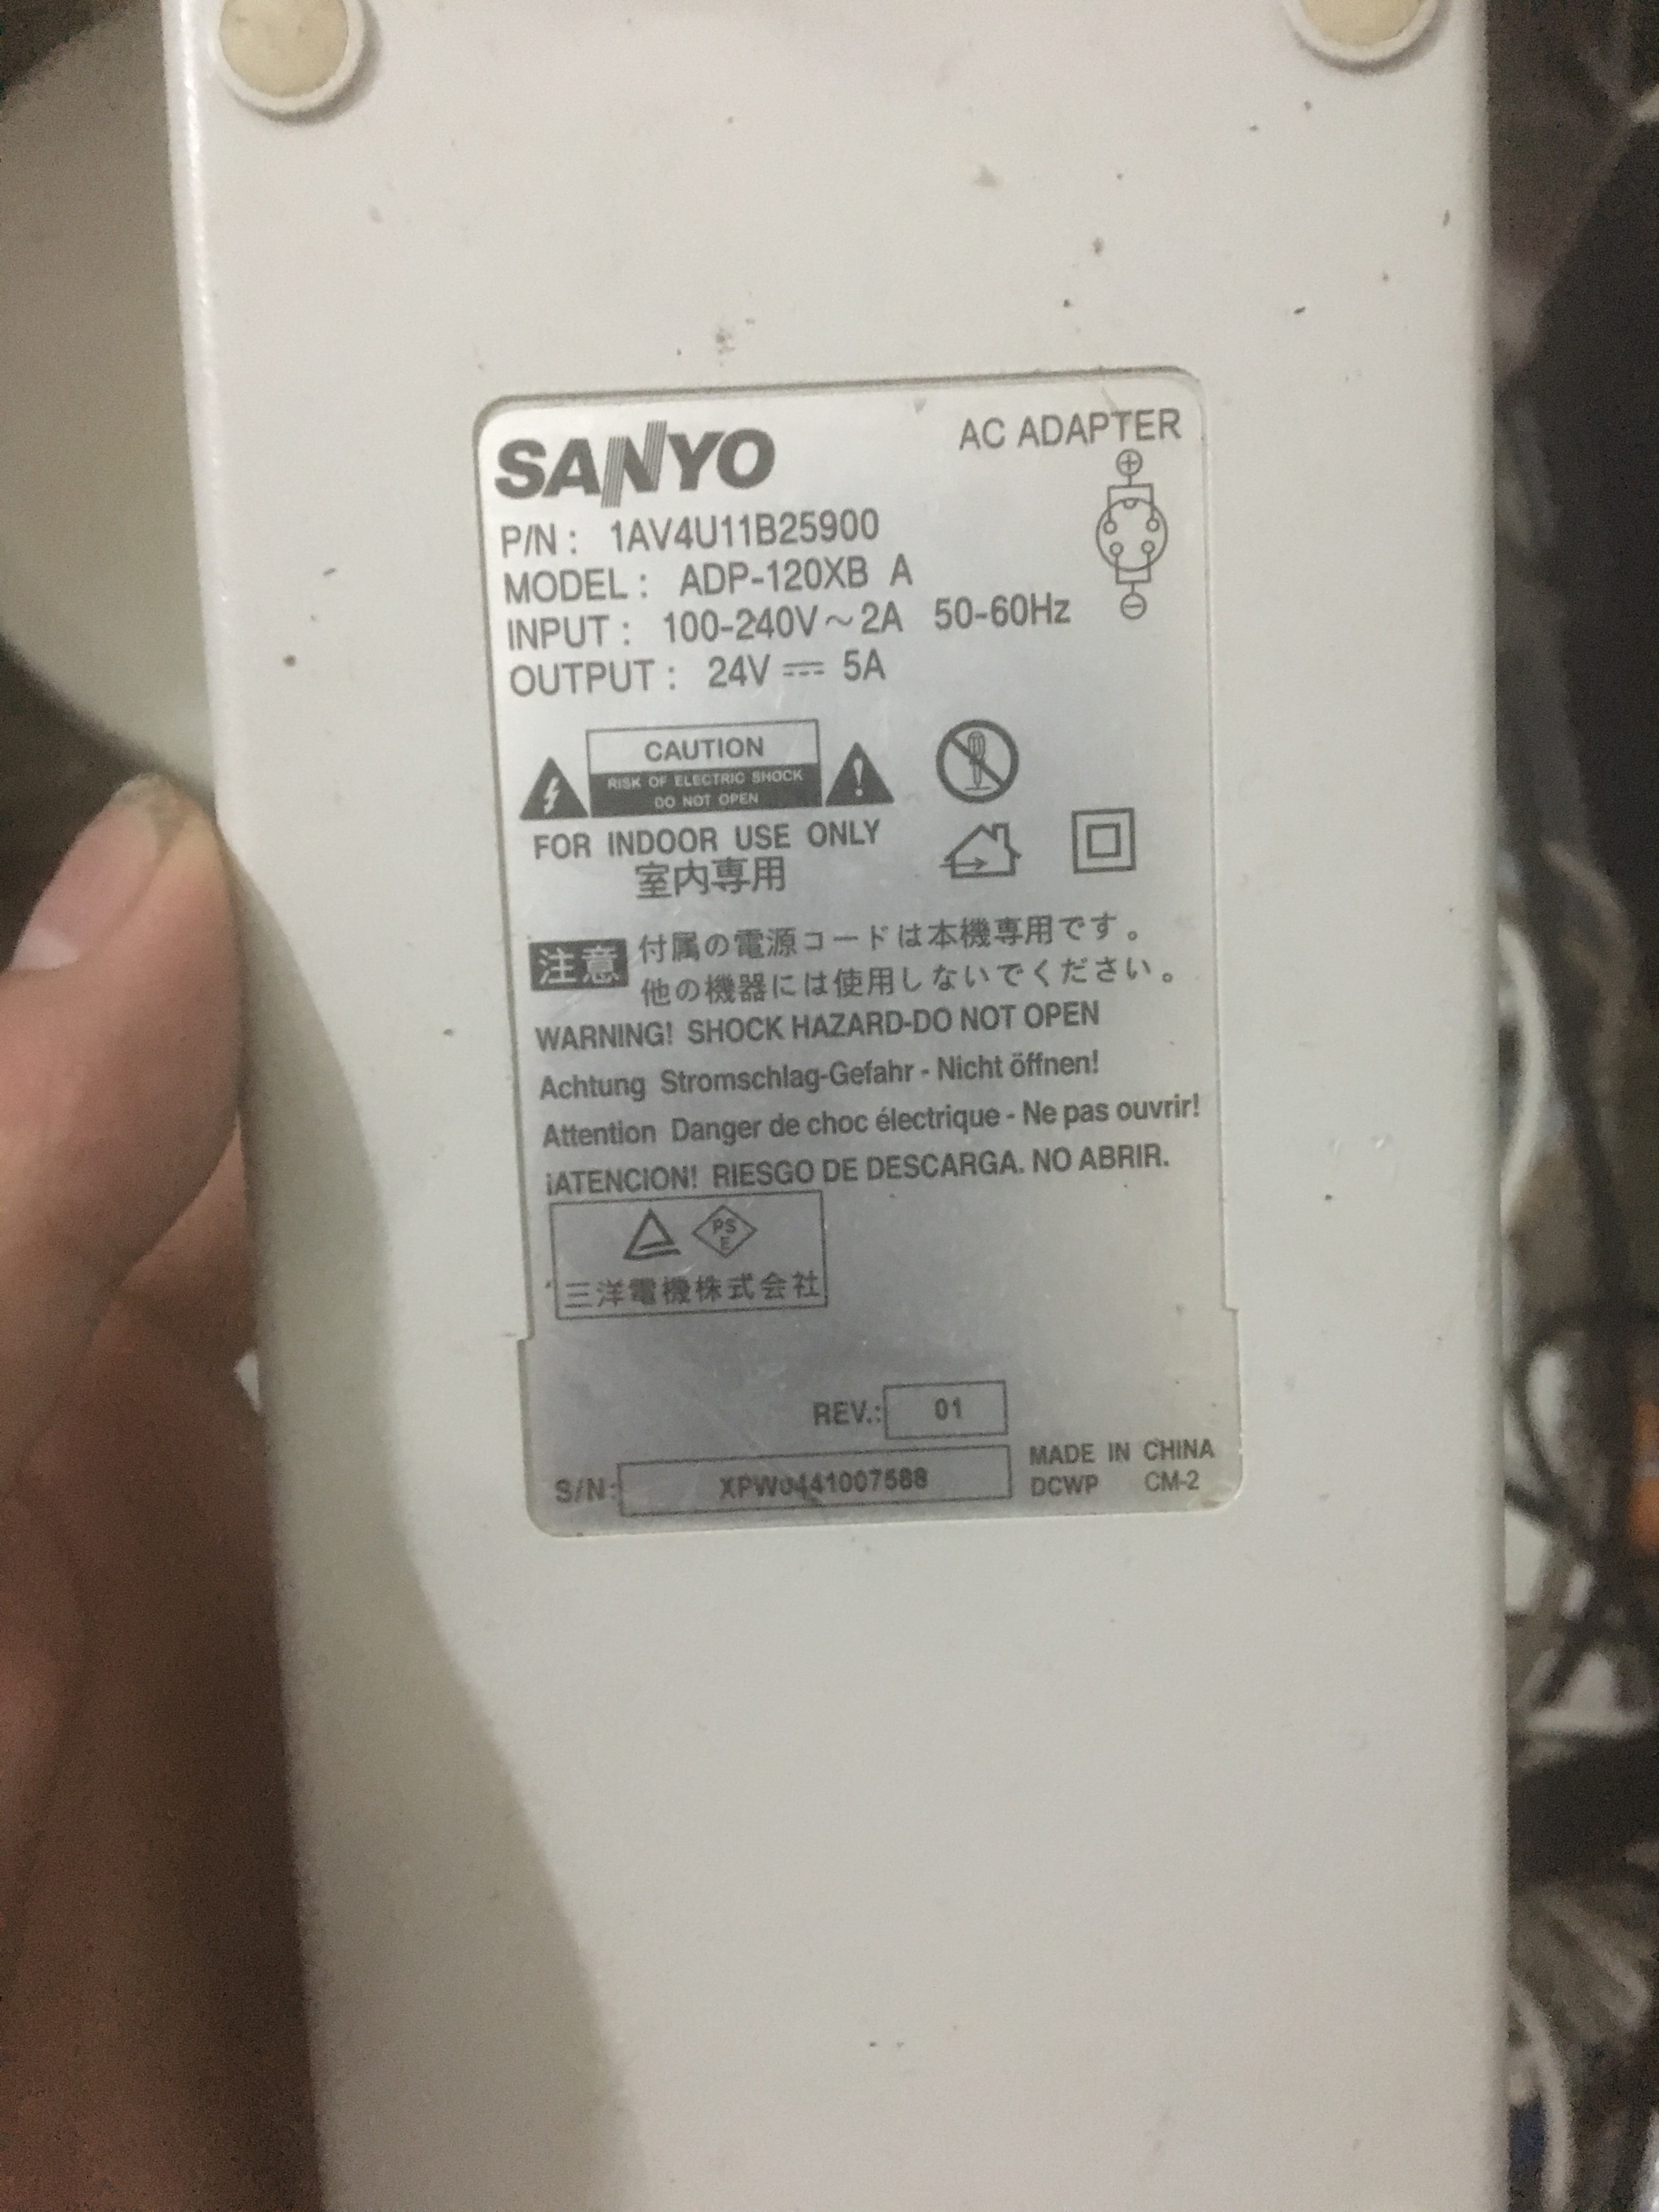 SANYO
AC ADAPTER
P/N : 1AV4U11B25900
MODEL : ADP-120XB A
INPUT : 100-240V～2A 50-60Hz
OUTPUT : 24V ⎓ 5A
CAUTION
RISK OF ELECTRIC SHOCK
DO NOT OPEN
FOR INDOOR USE ONLY
室内専用
注意 付属の電源コードは本機専用です。
他の機器には使用しないでください。
WARNING! SHOCK HAZARD-DO NOT OPEN
Achtung Stromschlag-Gefahr - Nicht öffnen!
Attention Danger de choc électrique - Ne pas ouvrir!
¡ATENCION! RIESGO DE DESCARGA. NO ABRIR.
PS
E
三洋電機株式会社
REV.: 01
S/N: XPW0441007588
MADE IN CHINA
DCWP CM-2